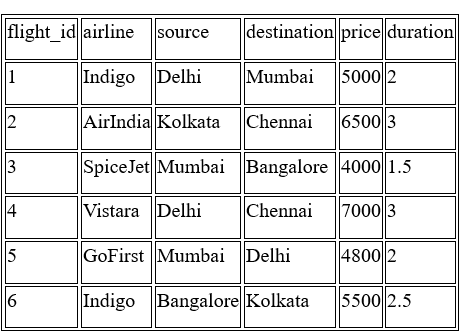 flight_id airline source destination price duration
1 Indigo Delhi Mumbai 5000 2
2 AirIndia Kolkata Chennai 6500 3
3 SpiceJet Mumbai Bangalore 4000 1.5
4 Vistara Delhi Chennai 7000 3
5 GoFirst Mumbai Delhi 4800 2
6 Indigo Bangalore Kolkata 5500 2.5